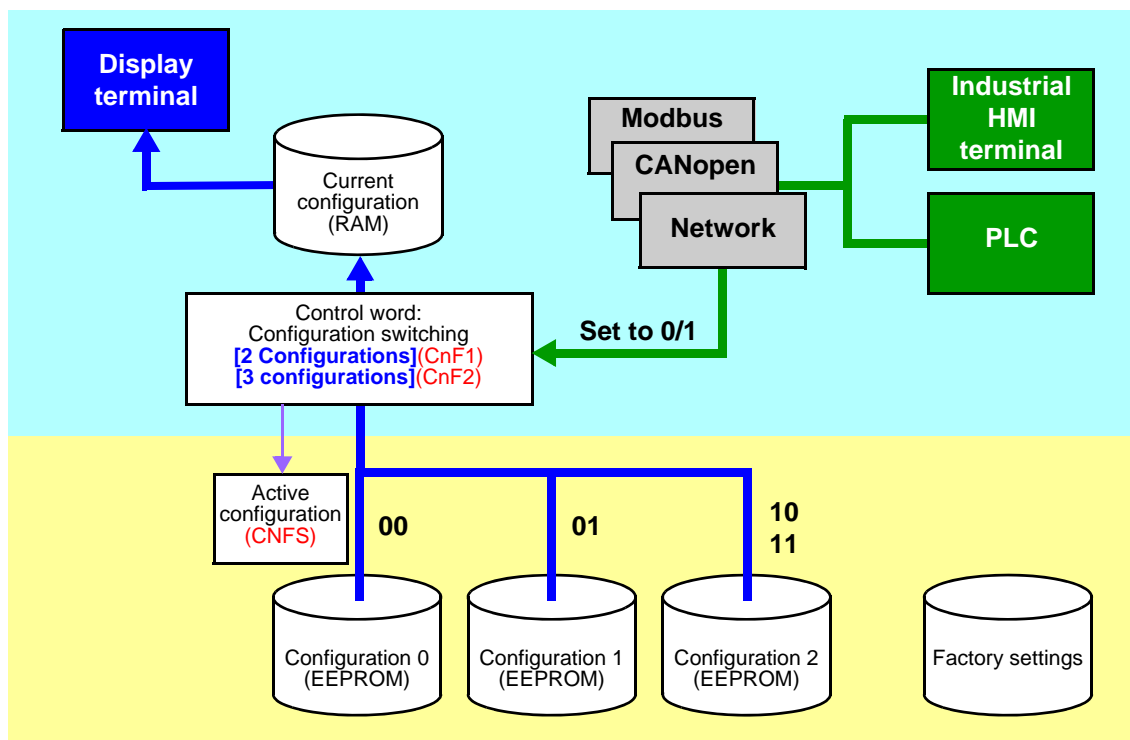 Display
terminal
Current
configuration
(RAM)
Modbus
CANopen
Network
Industrial
HMI
terminal
PLC
Control word:
Configuration switching
[2 Configurations](CnF1)
[3 configurations](CnF2)
Set to 0/1
Active
configuration
(CNFS)
00
01
10
11
Configuration 0
(EEPROM)
Configuration 1
(EEPROM)
Configuration 2
(EEPROM)
Factory settings